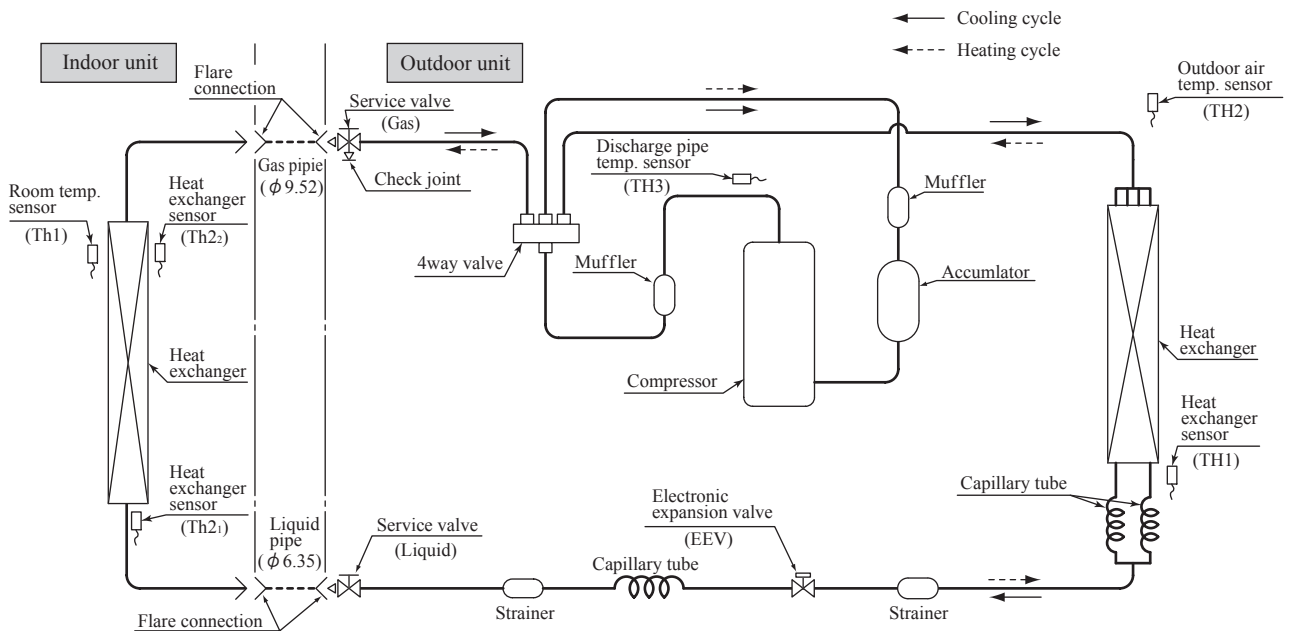 Cooling cycle
Heating cycle
Indoor unit
Outdoor unit
Flare
connection
Service valve
(Gas)
Outdoor air
temp. sensor
(TH2)
Discharge pipe
temp. sensor
(TH3)
Gas pipie
(ϕ9.52)
Check joint
Room temp.
sensor
(Th1)
Heat
exchanger
sensor
(Th2₂)
Muffler
4way valve
Muffler
Accumlator
Heat
exchanger
Heat
exchanger
Compressor
Heat
exchanger
sensor
(TH1)
Heat
exchanger
sensor
(Th2₁)
Capillary tube
Electronic
expansion valve
(EEV)
Liquid
pipe
(ϕ6.35)
Service valve
(Liquid)
Capillary tube
Strainer
Strainer
Flare connection